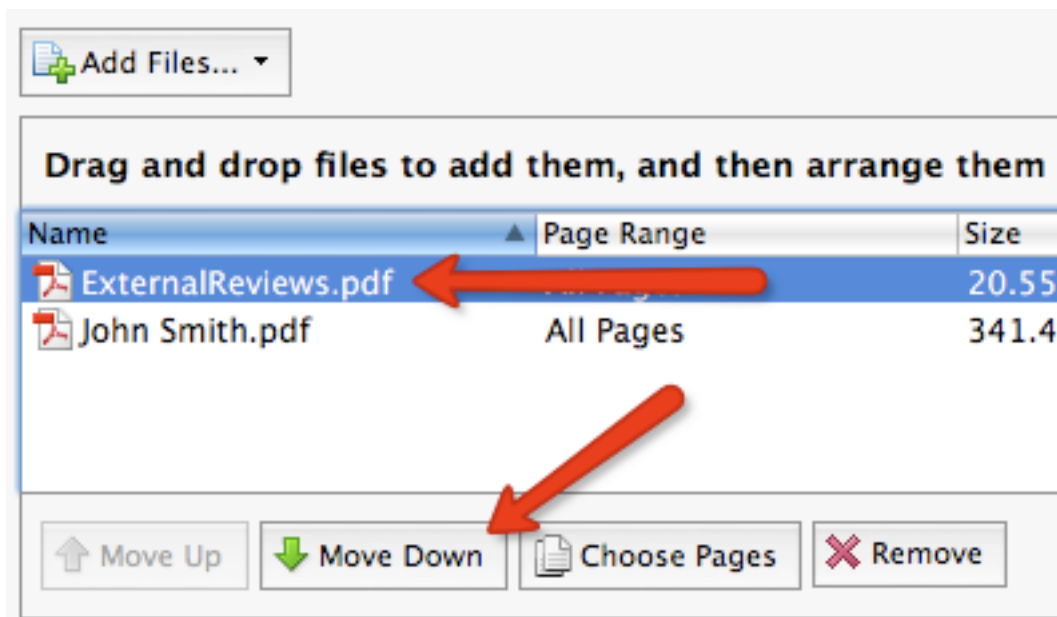 Add Files...
Drag and drop files to add them, and then arrange them
Name Page Range Size
ExternalReviews.pdf 20.55
John Smith.pdf All Pages 341.4
Move Up Move Down Choose Pages Remove